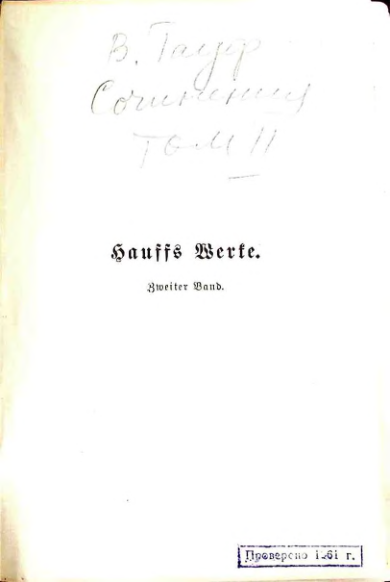 В. Гауф
Сочинения
Том II
Hauffs Werke.
Zweiter Band.
Проверено 1961 г.